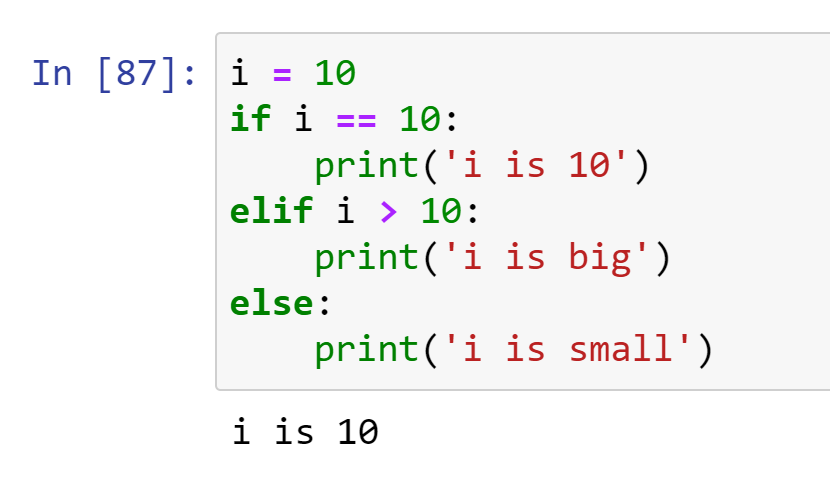 In [87]:
i = 10
if i == 10:
    print('i is 10')
elif i > 10:
    print('i is big')
else:
    print('i is small')
i is 10